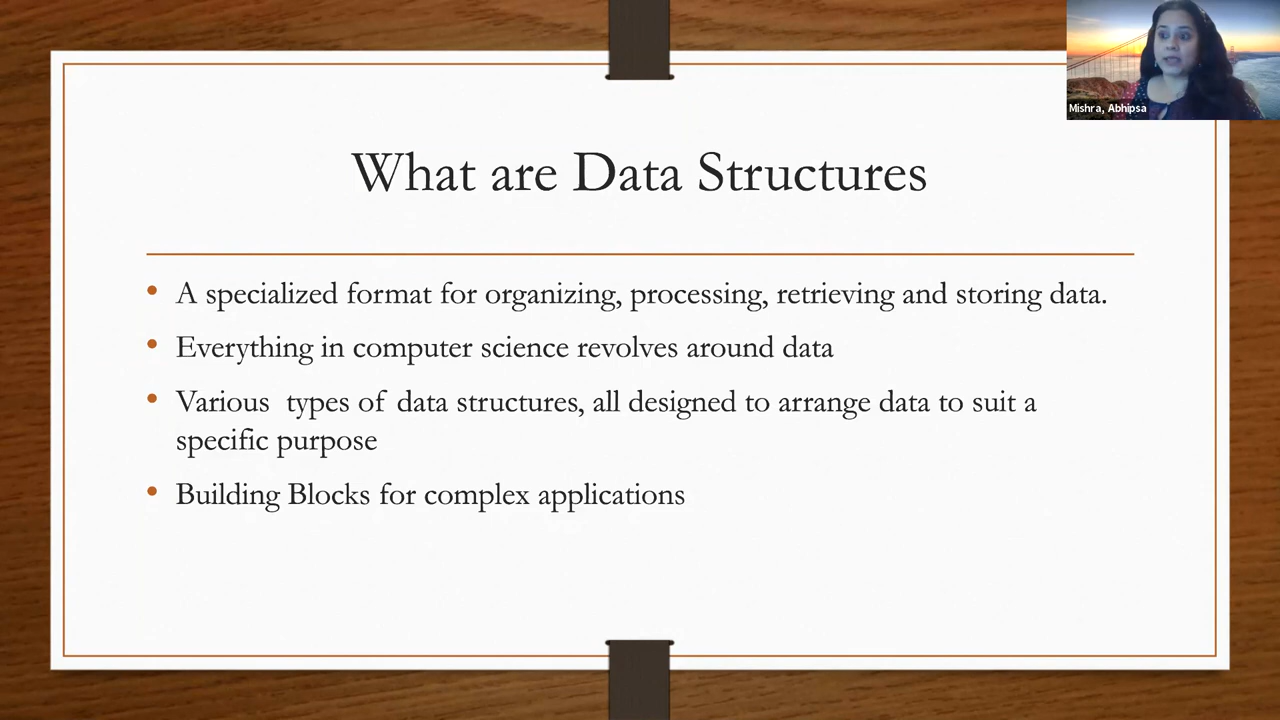 Mishra, Abhipsa
What are Data Structures
• A specialized format for organizing, processing, retrieving and storing data.
• Everything in computer science revolves around data
• Various types of data structures, all designed to arrange data to suit a
specific purpose
• Building Blocks for complex applications